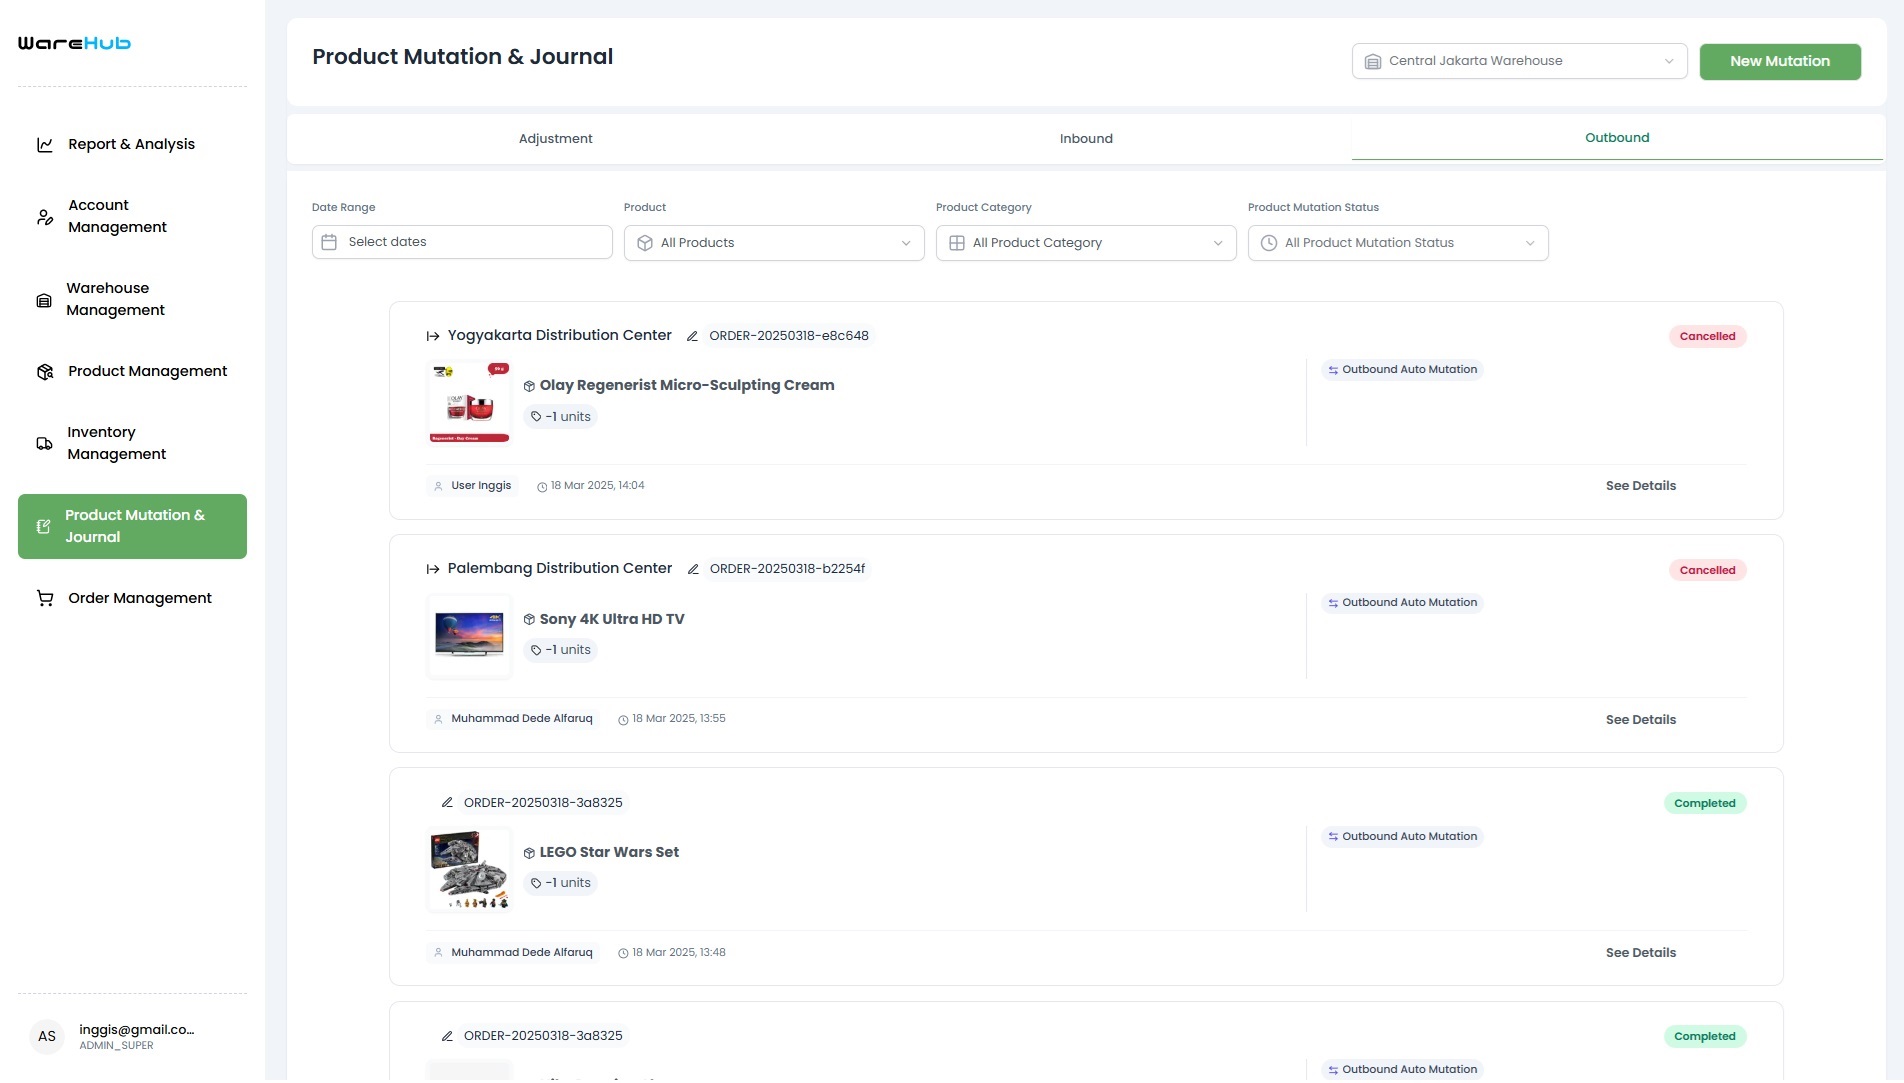 WareHub
Report & Analysis
Account
Management
Warehouse
Management
Product Management
Inventory
Management
Product Mutation &
Journal
Order Management
AS
inggis@gmail.co...
ADMIN_SUPER
Product Mutation & Journal
Central Jakarta Warehouse
New Mutation
Adjustment
Inbound
Outbound
Date Range
Product
Product Category
Product Mutation Status
Select dates
All Products
All Product Category
All Product Mutation Status
Yogyakarta Distribution Center
ORDER-20250318-e8c648
Cancelled
OLAY
Regenerist - Day Cream
Olay Regenerist Micro-Sculpting Cream
-1 units
Outbound Auto Mutation
User Inggis
18 Mar 2025, 14:04
See Details
Palembang Distribution Center
ORDER-20250318-b2254f
Cancelled
4K
Sony 4K Ultra HD TV
-1 units
Outbound Auto Mutation
Muhammad Dede Alfaruq
18 Mar 2025, 13:55
See Details
ORDER-20250318-3a8325
Completed
LEGO Star Wars Set
-1 units
Outbound Auto Mutation
Muhammad Dede Alfaruq
18 Mar 2025, 13:48
See Details
ORDER-20250318-3a8325
Completed
Outbound Auto Mutation